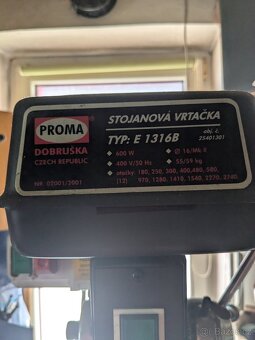 PROMA
DOBRUŠKA
CZECH REPUBLIC
NR. 02001/2001
STOJANOVÁ VRTAČKA
TYP: E 1316B
obj. č.
25401301
600 W
Ø 16/Mk II
400 V/50 Hz
55/59 kg
otáčky 180, 250, 300, 400, 480, 580,
(12) 970, 1280, 1410, 1540, 2270, 2740